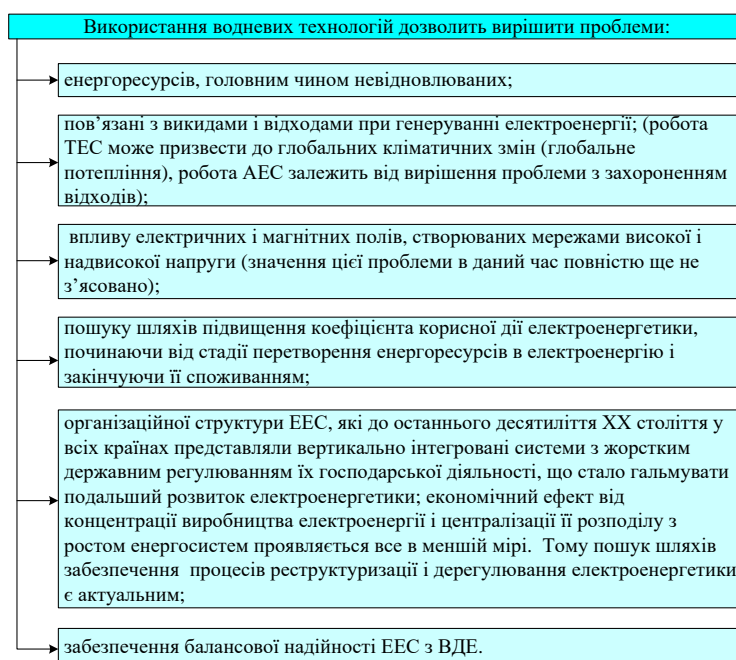 Використання водневих технологій дозволить вирішити проблеми:
енергоресурсів, головним чином невідновлюваних;
пов’язані з викидами і відходами при генеруванні електроенергії; (робота
ТЕС може призвести до глобальних кліматичних змін (глобальне
потепління), робота АЕС залежить від вирішення проблеми з захороненням
відходів);
впливу електричних і магнітних полів, створюваних мережами високої і
надвисокої напруги (значення цієї проблеми в даний час повністю ще не
з’ясовано);
пошуку шляхів підвищення коефіцієнта корисної дії електроенергетики,
починаючи від стадії перетворення енергоресурсів в електроенергію і
закінчуючи її споживанням;
організаційної структури ЕЕС, які до останнього десятиліття ХХ століття у
всіх країнах представляли вертикально інтегровані системи з жорстким
державним регулюванням їх господарської діяльності, що стало гальмувати
подальший розвиток електроенергетики; економічний ефект від
концентрації виробництва електроенергії і централізації її розподілу з
ростом енергосистем проявляється все в меншій мірі. Тому пошук шляхів
забезпечення процесів реструктуризації і дерегулювання електроенергетики
є актуальним;
забезпечення балансової надійності ЕЕС з ВДЕ.